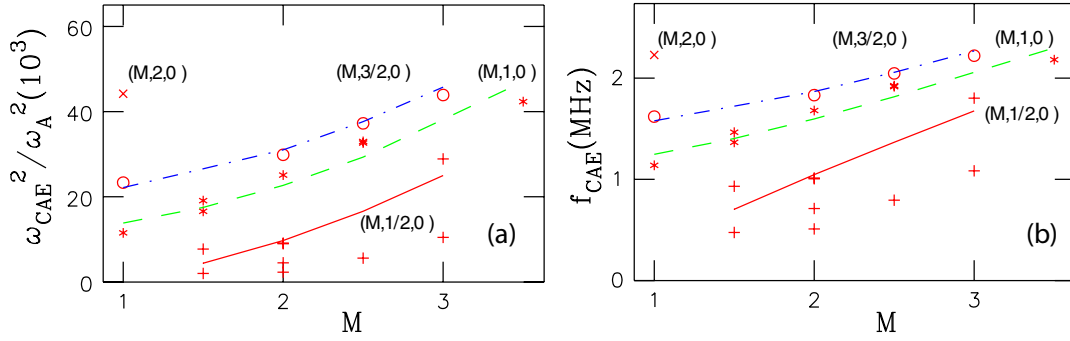 60
40
20
0
ω_CAE^2/ω_A^2(10^3)
(M,2,0 )
(M,3/2,0 )
(M,1,0 )
(M,1/2,0 )
(a)
1
2
3
M
2
1
0
f_CAE(MHz)
(M,2,0 )
(M,3/2,0 )
(M,1,0 )
(M,1/2,0 )
(b)
1
2
3
M